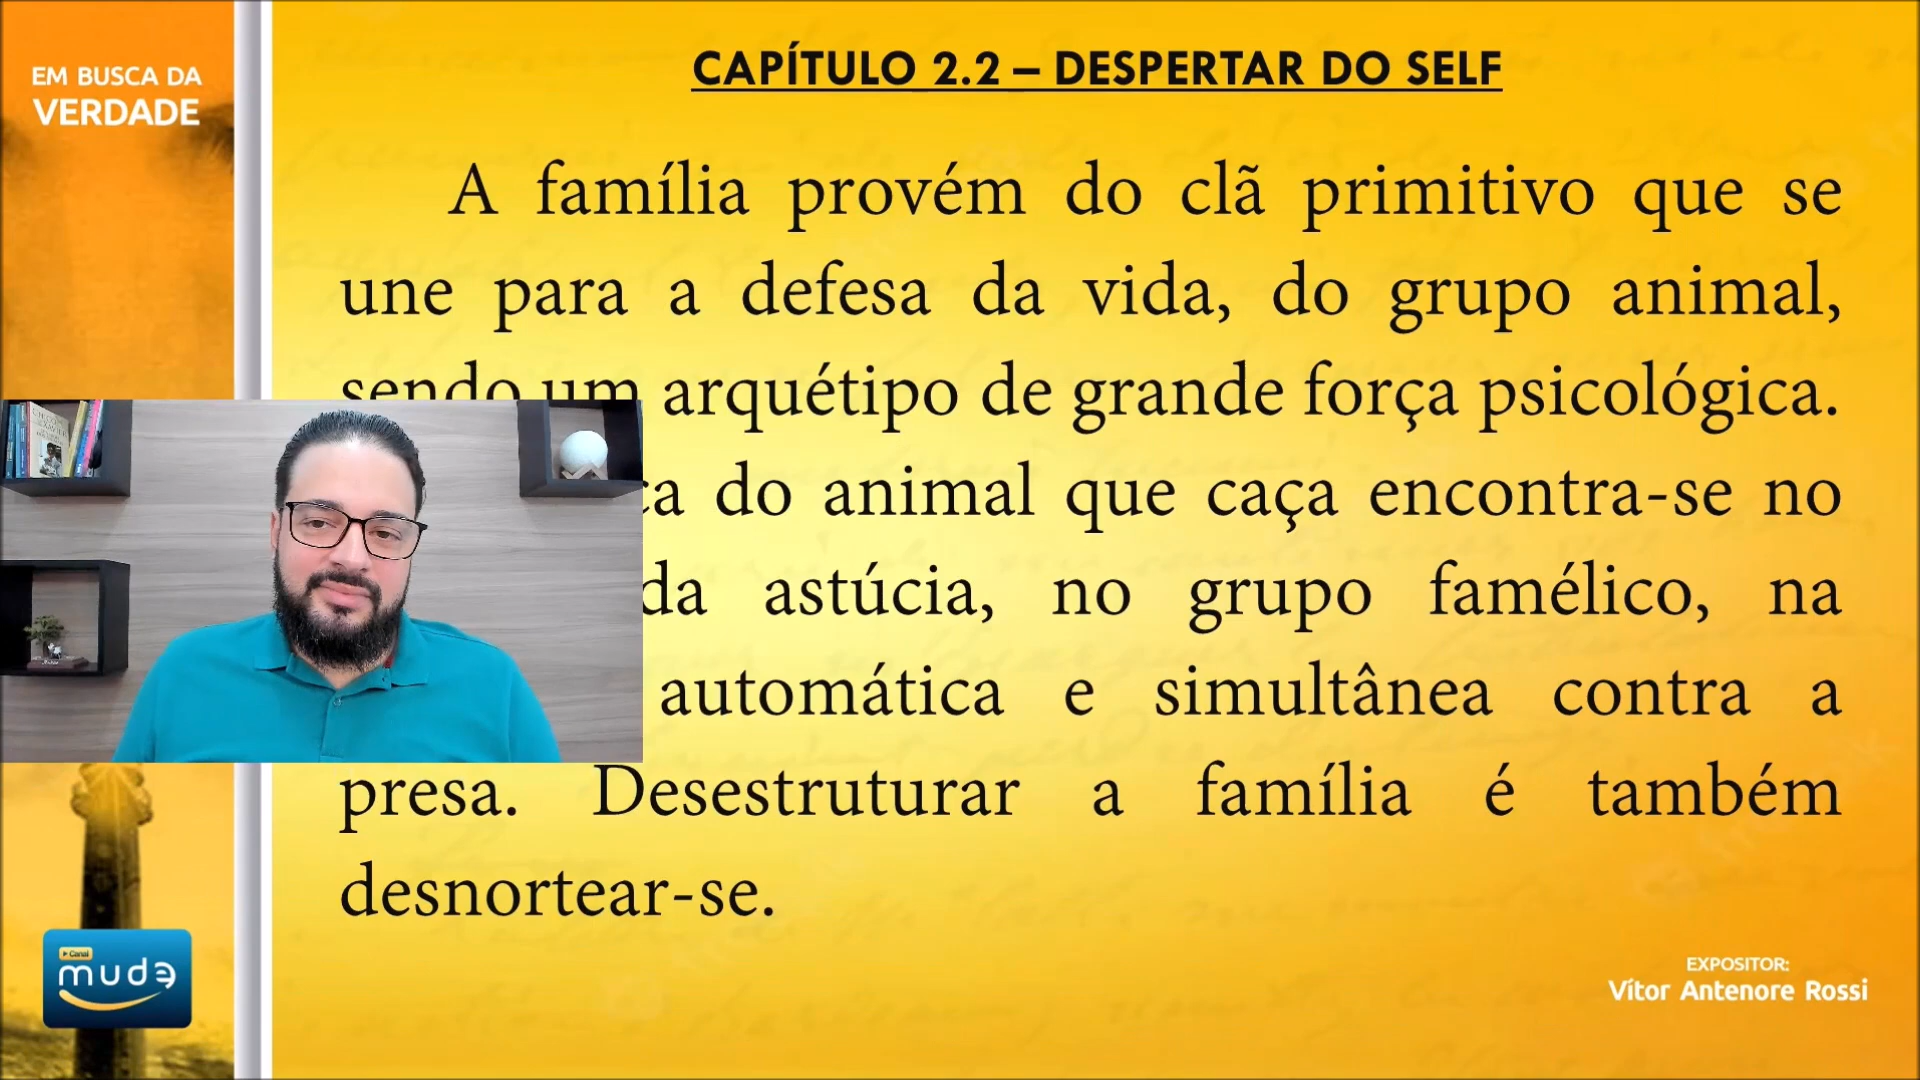 EM BUSCA DA
VERDADE
CAPÍTULO 2.2 – DESPERTAR DO SELF
A família provém do clã primitivo que se
une para a defesa da vida, do grupo animal,
sendo um arquétipo de grande força psicológica.
do animal que caça encontra-se no
da astúcia, no grupo famélico, na
automática e simultânea contra a
presa. Desestruturar a família é também
desnortear-se.
Canal
mude
EXPOSITOR:
Vítor Antenore Rossi